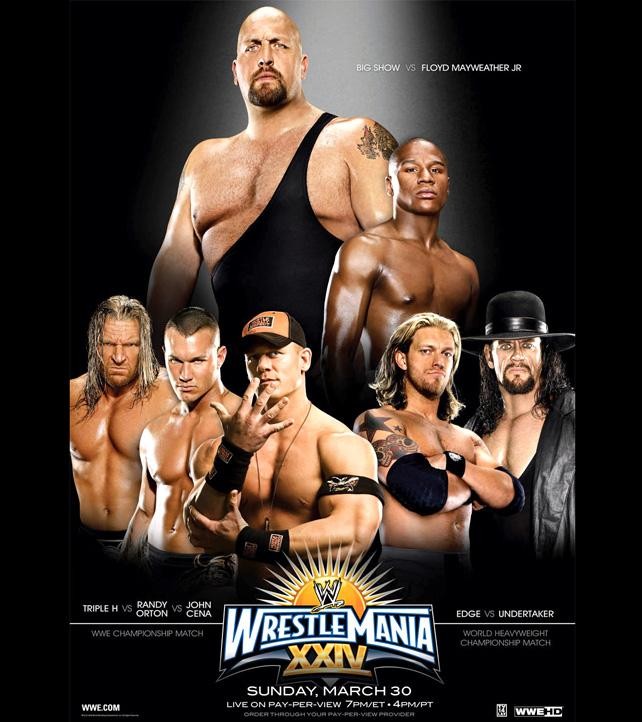 BIG SHOW VS FLOYD MAYWEATHER JR
TRIPLE H VS RANDY ORTON VS JOHN CENA
WWE CHAMPIONSHIP MATCH
EDGE VS UNDERTAKER
WORLD HEAVYWEIGHT
CHAMPIONSHIP MATCH
W
WRESTLEMANIA
XXIV
SUNDAY, MARCH 30
LIVE ON PAY-PER-VIEW 7PM/ET • 4PM/PT
ORDER THROUGH YOUR PAY-PER-VIEW PROVIDER
WWE.COM
WWE HD